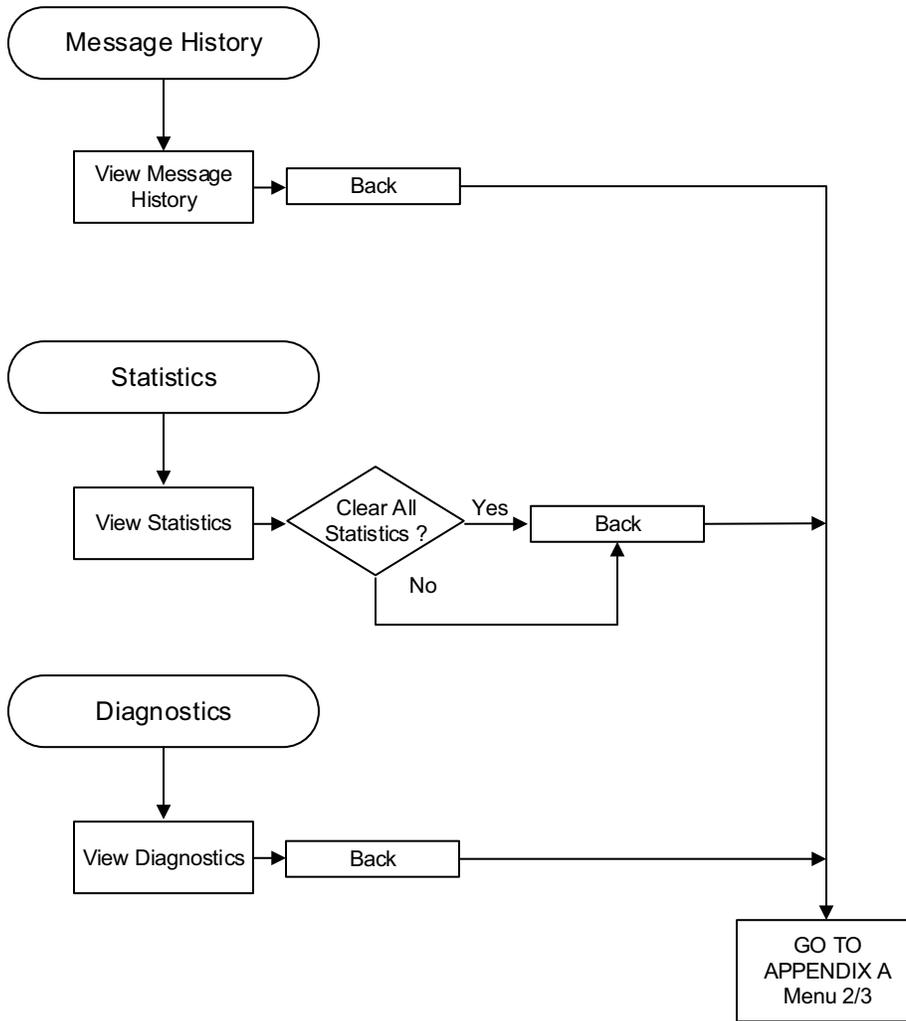 Message History
View Message
History
Back
Statistics
View Statistics
Clear All
Statistics ?
Yes
Back
No
Diagnostics
View Diagnostics
Back
GO TO
APPENDIX A
Menu 2/3